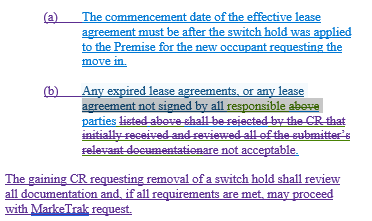 (a) The commencement date of the effective lease
agreement must be after the switch hold was applied
to the Premise for the new occupant requesting the
move in.
(b) Any expired lease agreements, or any lease
agreement not signed by all responsible above
parties listed above shall be rejected by the CR that
initially received and reviewed all of the submitter's
relevant documentationare not acceptable.
The gaining CR requesting removal of a switch hold shall review
all documentation and, if all requirements are met, may proceed
with MarkeTrak request.